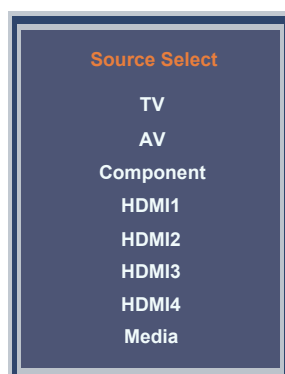 Source Select
TV
AV
Component
HDMI1
HDMI2
HDMI3
HDMI4
Media